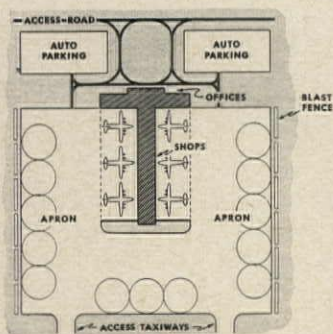 ACCESS-ROAD
AUTO
PARKING
AUTO
PARKING
OFFICES
BLAST
FENCE
SHOPS
APRON
APRON
ACCESS TAXIWAYS